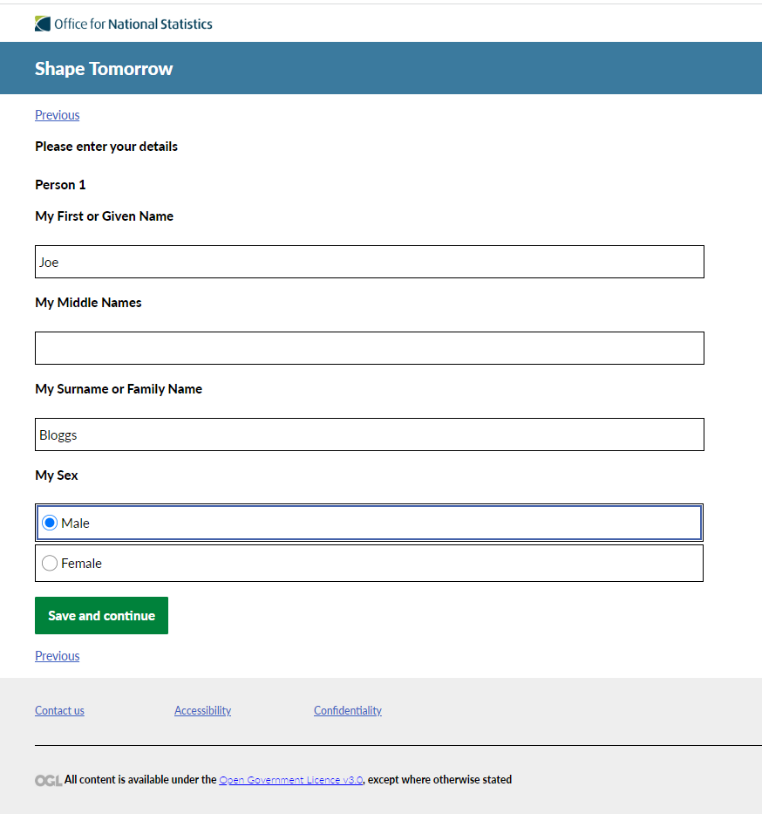 Office for National Statistics
Shape Tomorrow
Previous
Please enter your details
Person 1
My First or Given Name
Joe
My Middle Names
My Surname or Family Name
Bloggs
My Sex
Male
Female
Save and continue
Previous
Contact us Accessibility Confidentiality
OGL All content is available under the Open Government Licence v3.0, except where otherwise stated